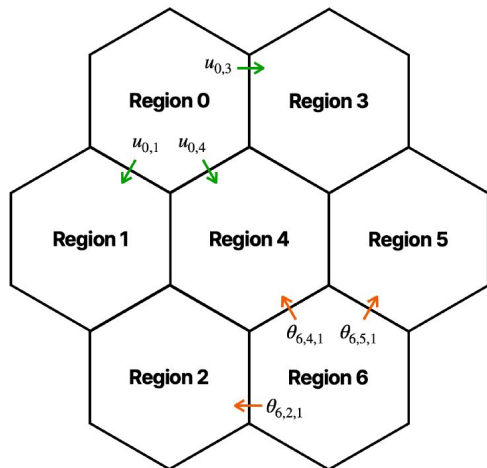 u0,3
Region 0
Region 3
u0,1
u0,4
Region 1
Region 4
Region 5
θ6,4,1
θ6,5,1
Region 2
Region 6
θ6,2,1